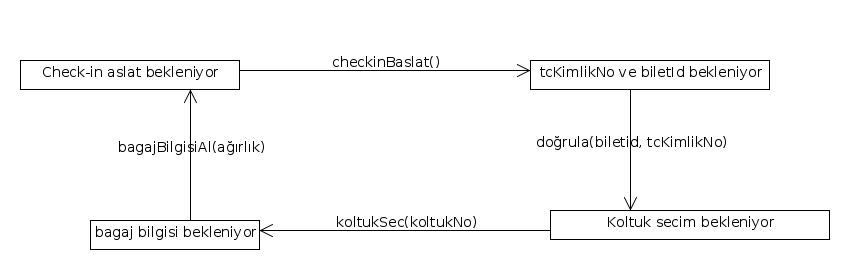 checkinBaslat()
Check-in aslat bekleniyor
tcKimlikNo ve biletId bekleniyor
doğrula(biletid, tcKimlikNo)
bagajBilgisiAl(ağırlık)
koltukSec(koltukNo)
Koltuk secim bekleniyor
bagaj bilgisi bekleniyor